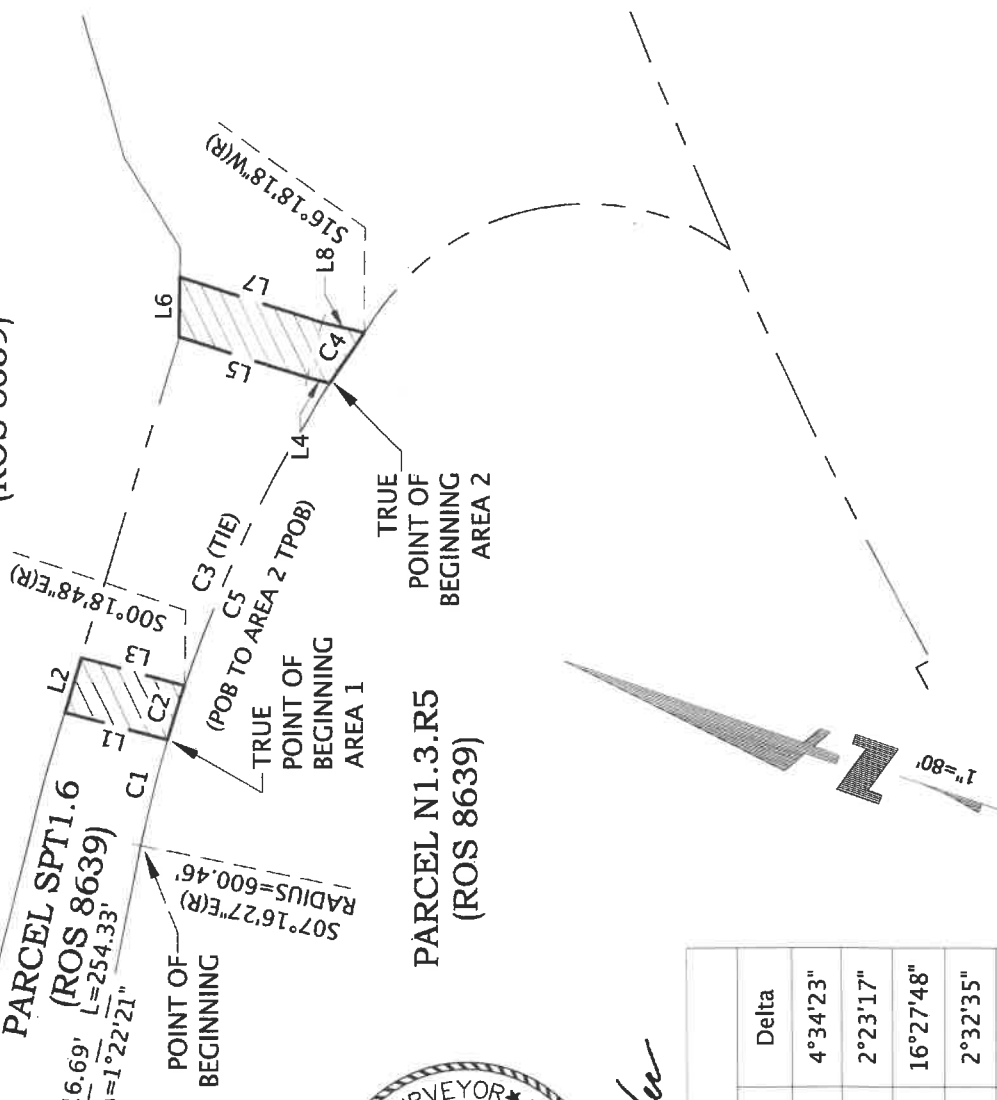 (ROS 8639)
L6
L7
L5
L8
S16°18'18"W(R)
C4
L4
TRUE
POINT OF
BEGINNING
AREA 2
S00°18'48"E(R)
C3 (TIE)
C5
(POB TO AREA 2 TPOB)
L2
L3
L1
C2
TRUE
POINT OF
BEGINNING
AREA 1
C1
PARCEL SPT1.6
(ROS 8639)
6.69' L=254.33'
=1°22'21"
S07°16'27"E(R)
RADIUS=600.46'
POINT OF
BEGINNING
PARCEL N1.3.R5
(ROS 8639)
1"=80'
Delta
4°34'23"
2°23'17"
16°27'48"
2°32'35"